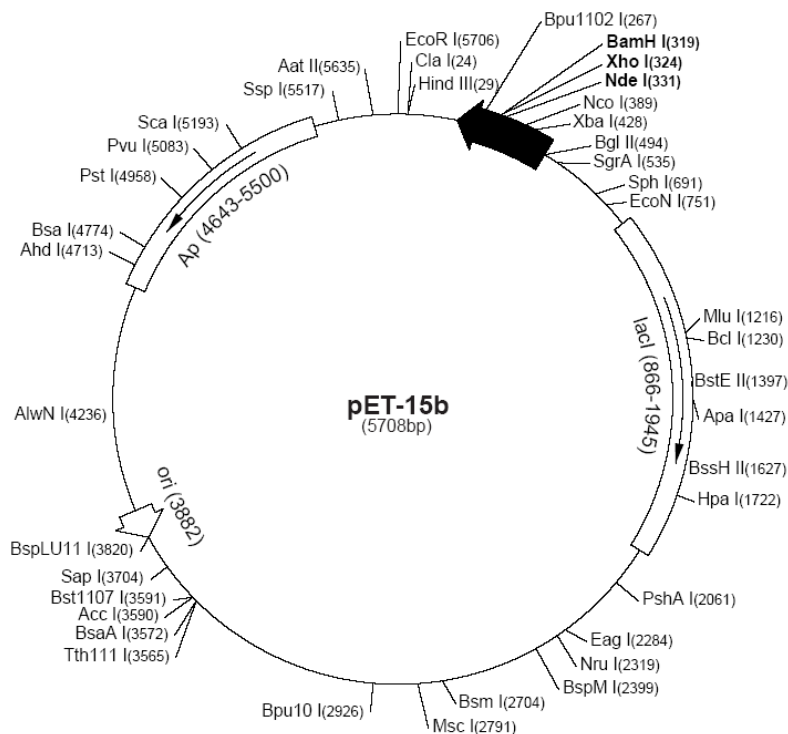 Bpu1102 I(267)
EcoR I(5706)
BamH I(319)
Cla I(24)
Xho I(324)
Aat II(5635)
Hind III(29)
Nde I(331)
Ssp I(5517)
Nco I(389)
Sca I(5193)
Xba I(428)
Pvu I(5083)
Bgl II(494)
SgrA I(535)
Pst I(4958)
Sph I(691)
EcoN I(751)
Ap (4643-5500)
Bsa I(4774)
Ahd I(4713)
Mlu I(1216)
Bcl I(1230)
lacI (866-1945)
BstE II(1397)
pET-15b
(5708bp)
AlwN I(4236)
Apa I(1427)
BssH II(1627)
ori (3882)
Hpa I(1722)
BspLU11 I(3820)
Sap I(3704)
Bst1107 I(3591)
PshA I(2061)
Acc I(3590)
BsaA I(3572)
Eag I(2284)
Tth111 I(3565)
Nru I(2319)
BspM I(2399)
Bsm I(2704)
Bpu10 I(2926)
Msc I(2791)